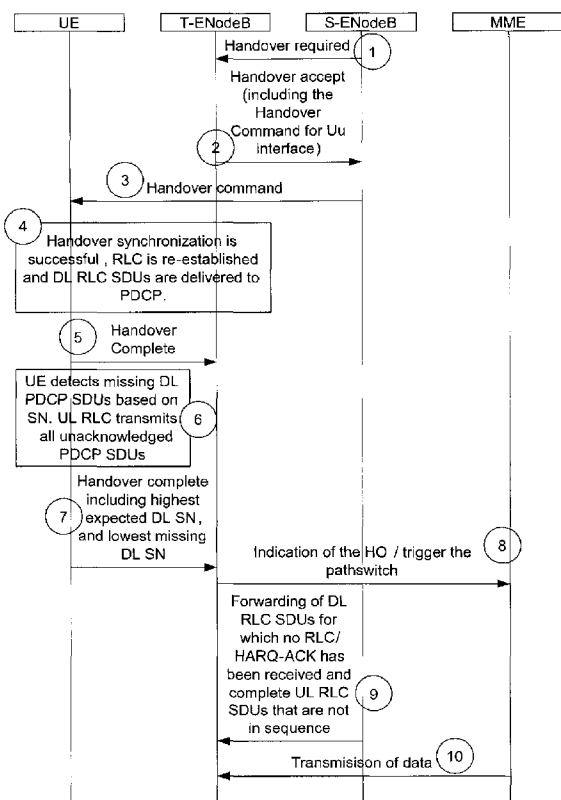 UE T-ENodeB S-ENodeB MME
Handover required
1
Handover accept
(including the
Handover
Command for Uu
interface)
2
3
Handover command
4
Handover synchronization is
successful , RLC is re-established
and DL RLC SDUs are delivered to
PDCP.
5
Handover
Complete
UE detects missing DL
PDCP SDUs based on
SN. UL RLC transmits
all unacknowledged
PDCP SDUs
6
Handover complete
including highest
expected DL SN,
and lowest missing
DL SN
7
8
Indication of the HO / trigger the
pathswitch
Forwarding of DL
RLC SDUs for
which no RLC/
HARQ-ACK has
been received and
complete UL RLC
SDUs that are not
in sequence
9
10
Transmisison of data